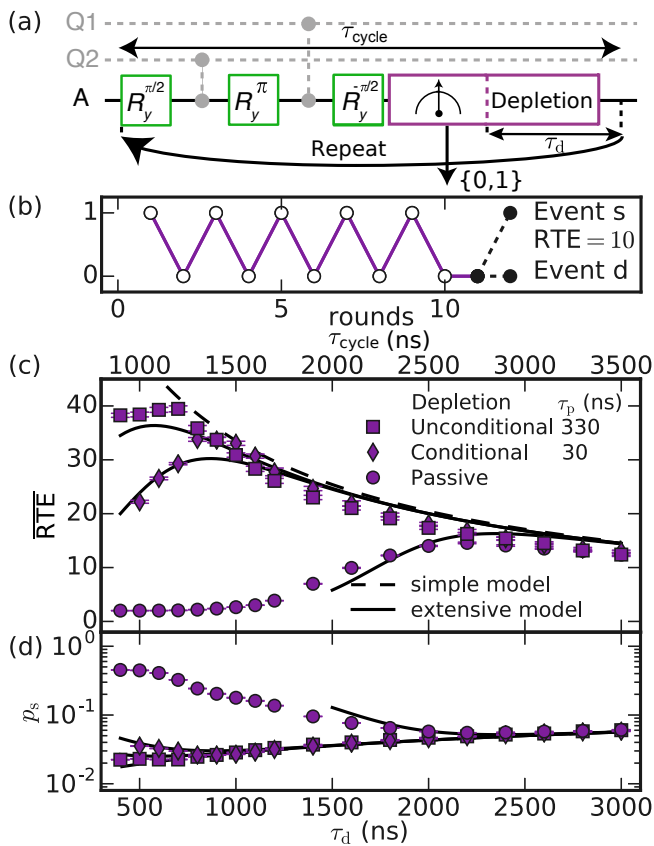 (a) Q1
τcycle
Q2
A R_y^π/2 R_y^π R_y^-π/2 Depletion
Repeat τd
{0,1}
(b) 1 Event s
RTE = 10
0 Event d
0 5 10
rounds
τcycle (ns)
(c) 1000 1500 2000 2500 3000 3500
40 Depletion τp (ns)
Unconditional 330
30 Conditional 30
Passive
20
RTE
10
simple model
0 extensive model
(d) 10^0
ps 10^-1
10^-2
500 1000 1500 2000 2500 3000
τd (ns)